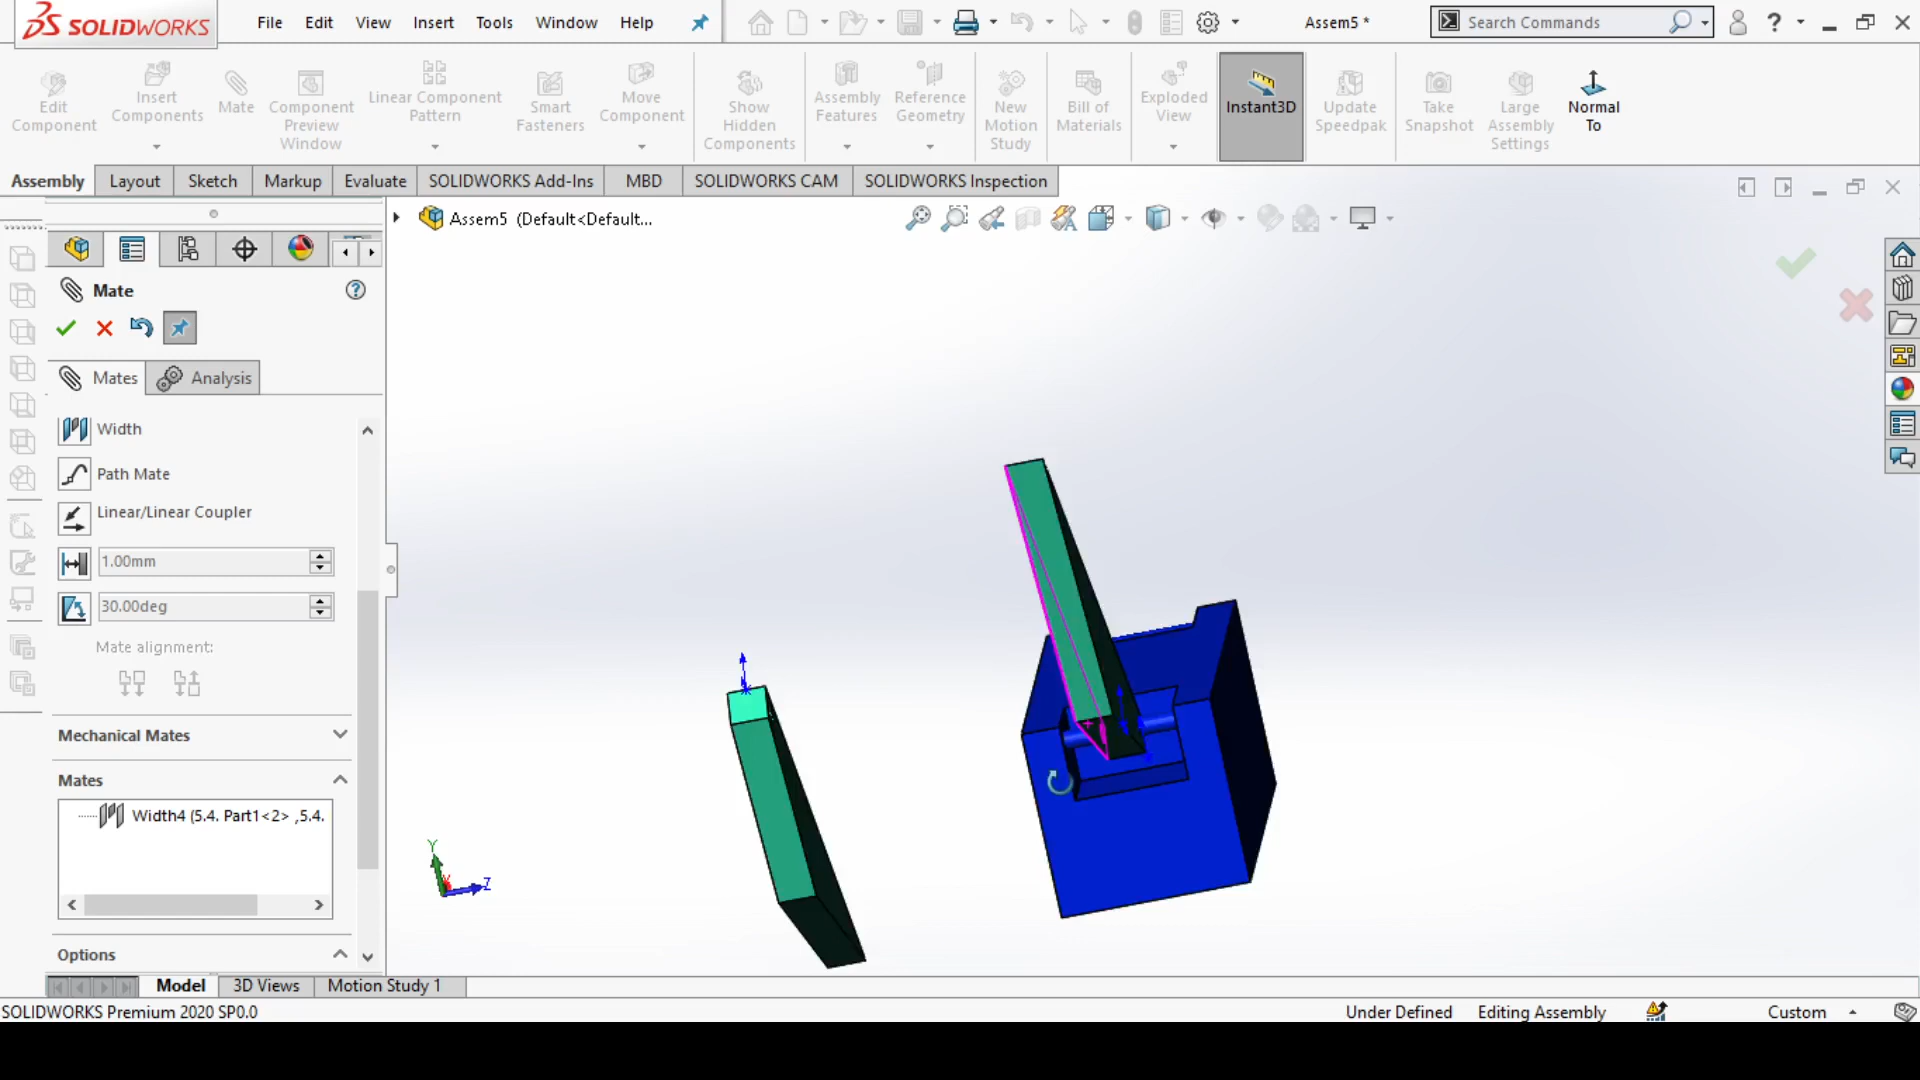 SOLIDWORKS File Edit View Insert Tools Window Help Assem5 * Search Commands ?
Edit Component
Insert Components
Mate
Component Preview Window
Linear Component Pattern
Smart Fasteners
Move Component
Show Hidden Components
Assembly Features
Reference Geometry
New Motion Study
Bill of Materials
Exploded View
Instant3D
Update Speedpak
Take Snapshot
Large Assembly Settings
Normal To
Assembly Layout Sketch Markup Evaluate SOLIDWORKS Add-Ins MBD SOLIDWORKS CAM SOLIDWORKS Inspection
Assem5 (Default<Default...
Mate
Mates Analysis
Width
Path Mate
Linear/Linear Coupler
1.00mm
30.00deg
Mate alignment:
Mechanical Mates
Mates
Width4 (5.4. Part1<2> ,5.4.
Options
Y
Z
Model 3D Views Motion Study 1
SOLIDWORKS Premium 2020 SP0.0 Under Defined Editing Assembly Custom